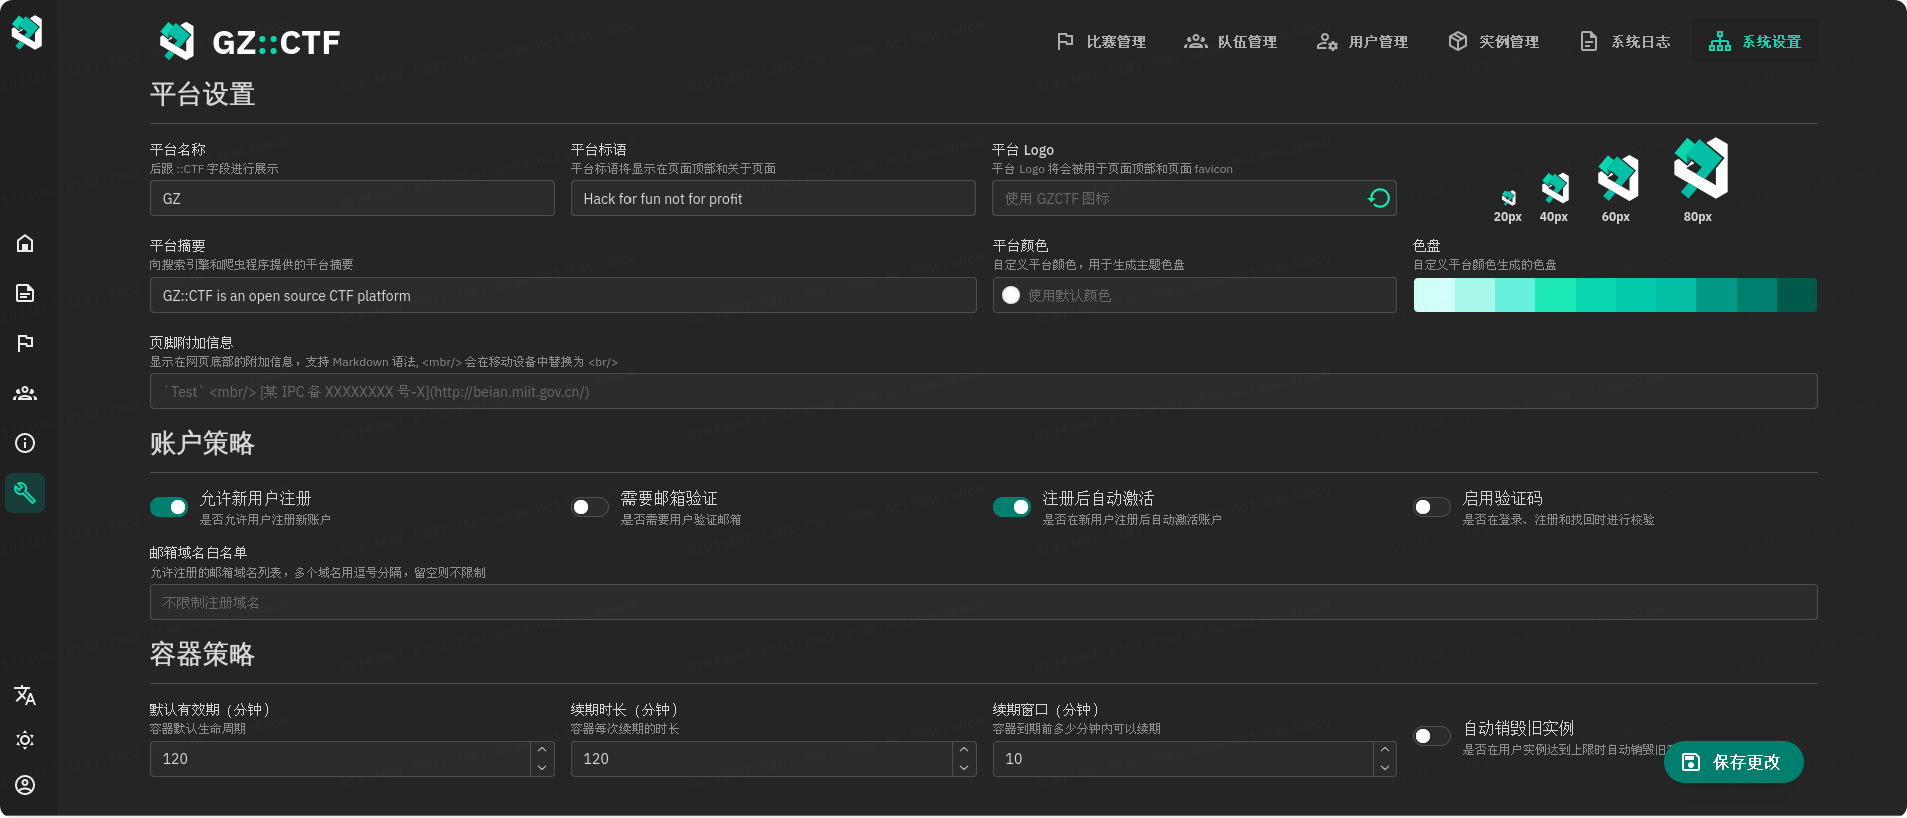 GZ::CTF
比赛管理
队伍管理
用户管理
实例管理
系统日志
系统设置
平台设置
平台名称
后跟 ::CTF 字段进行展示
GZ
平台标语
平台标语将显示在页面顶部和关于页面
Hack for fun not for profit
平台 Logo
平台 Logo 将会被用于页面顶部和页面 favicon
使用 GZCTF 图标
20px
40px
60px
80px
平台摘要
向搜索引擎和爬虫程序提供的平台摘要
GZ::CTF is an open source CTF platform
平台颜色
自定义平台颜色，用于生成主题色盘
使用默认颜色
色盘
自定义平台颜色生成的色盘
页脚附加信息
显示在网页底部的附加信息，支持 Markdown 语法, <mbr/> 会在移动设备中替换为 <br/>
`Test` <mbr/> [某 IPC 备 XXXXXXXX 号-X](http://beian.miit.gov.cn/)
账户策略
允许新用户注册
是否允许用户注册新账户
需要邮箱验证
是否需要用户验证邮箱
注册后自动激活
是否在新用户注册后自动激活账户
启用验证码
是否在登录、注册和找回时进行校验
邮箱域名白名单
允许注册的邮箱域名列表，多个域名用逗号分隔，留空则不限制
不限制注册域名
容器策略
默认有效期（分钟）
容器默认生命周期
120
续期时长（分钟）
容器每次续期的时长
120
续期窗口（分钟）
容器到期前多少分钟内可以续期
10
自动销毁旧实例
是否在用户实例达到上限时自动销毁旧
保存更改